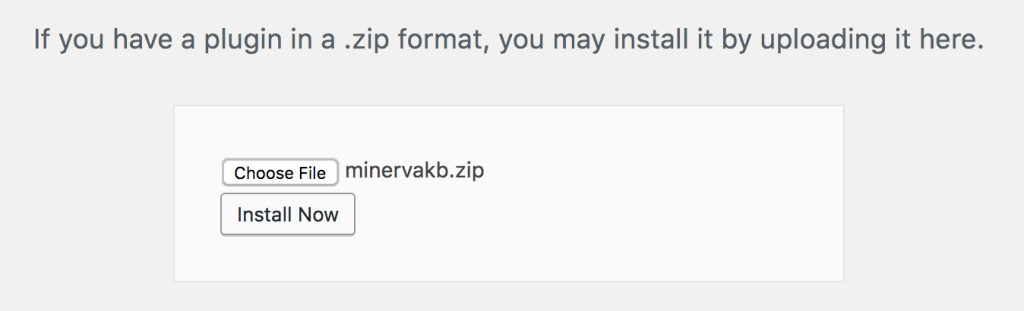 If you have a plugin in a .zip format, you may install it by uploading it here.
Choose File minervakb.zip
Install Now